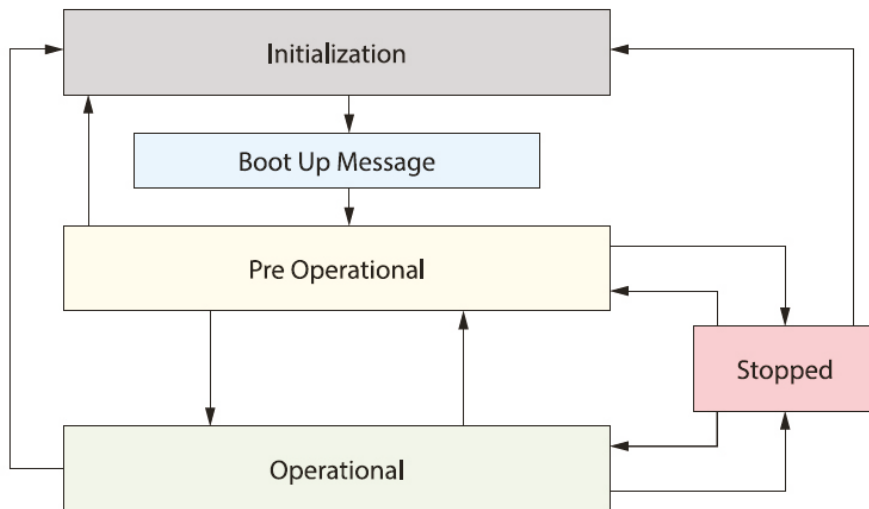 Initialization
Boot Up Message
Pre Operational
Stopped
Operational